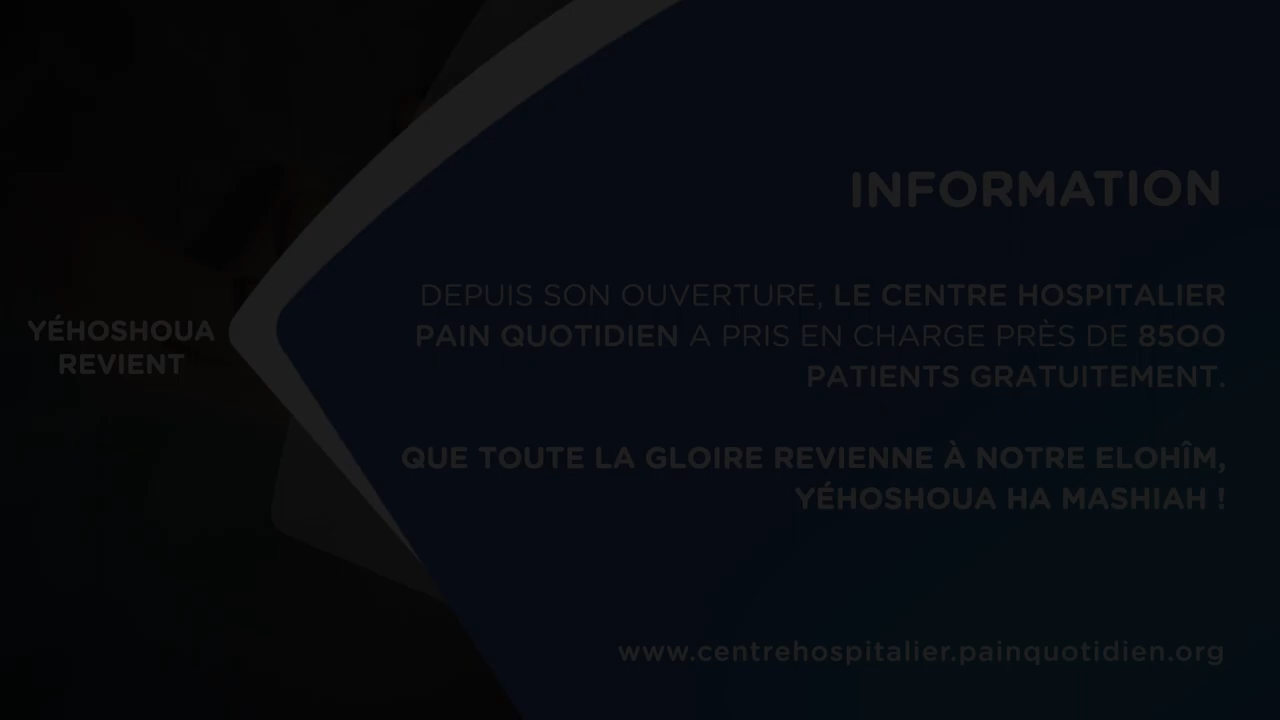 INFORMATION
DEPUIS SON OUVERTURE, LE CENTRE HOSPITALIER
PAIN QUOTIDIEN A PRIS EN CHARGE PRÈS DE 8500
PATIENTS GRATUITEMENT.
QUE TOUTE LA GLOIRE REVIENNE À NOTRE ELOHÎM,
YÉHOSHOUA HA MASHIAH !
www.centrehospitalier.painquotidien.org
YÉHOSHOUA
REVIENT